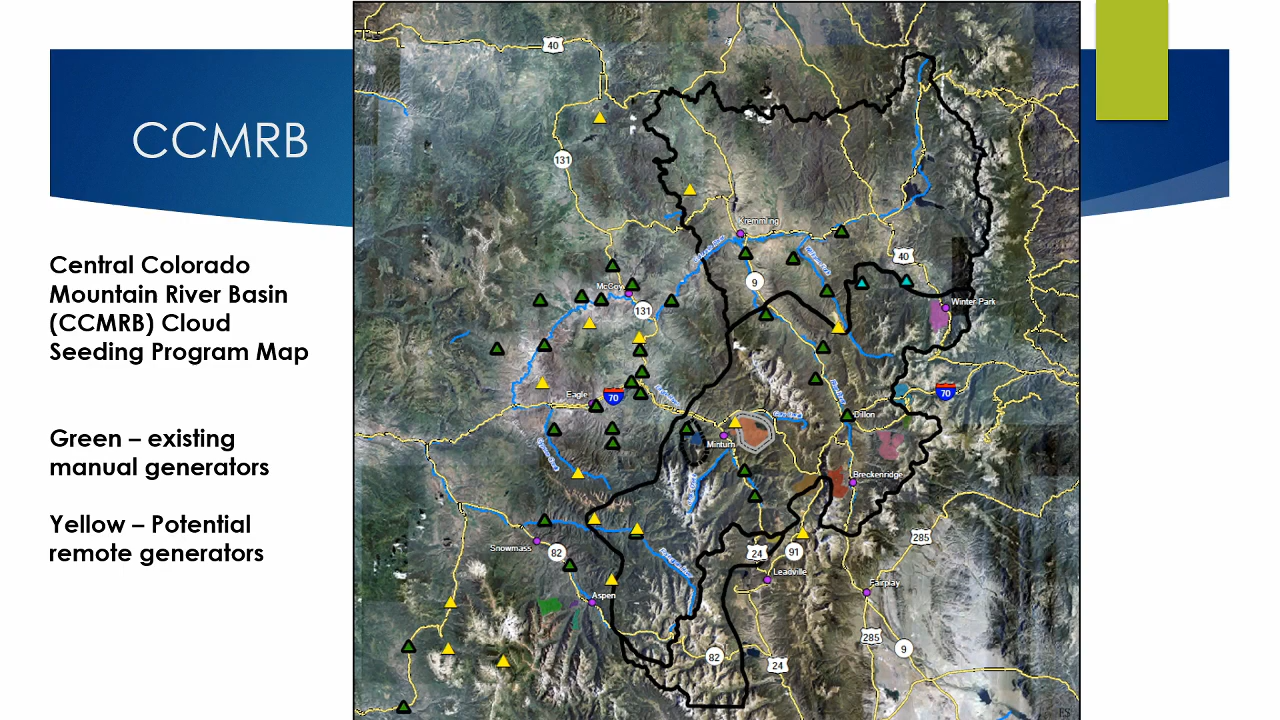 CCMRB
Central Colorado
Mountain River Basin
(CCMRB) Cloud
Seeding Program Map
Green – existing
manual generators
Yellow – Potential
remote generators
40
131
Kremmling
40
9
McCoy
131
Winter Park
Eagle
70
70
Dillon
Minturn
Breckenridge
285
Snowmass
82
24
91
Leadville
Fairplay
Aspen
285
9
82
24